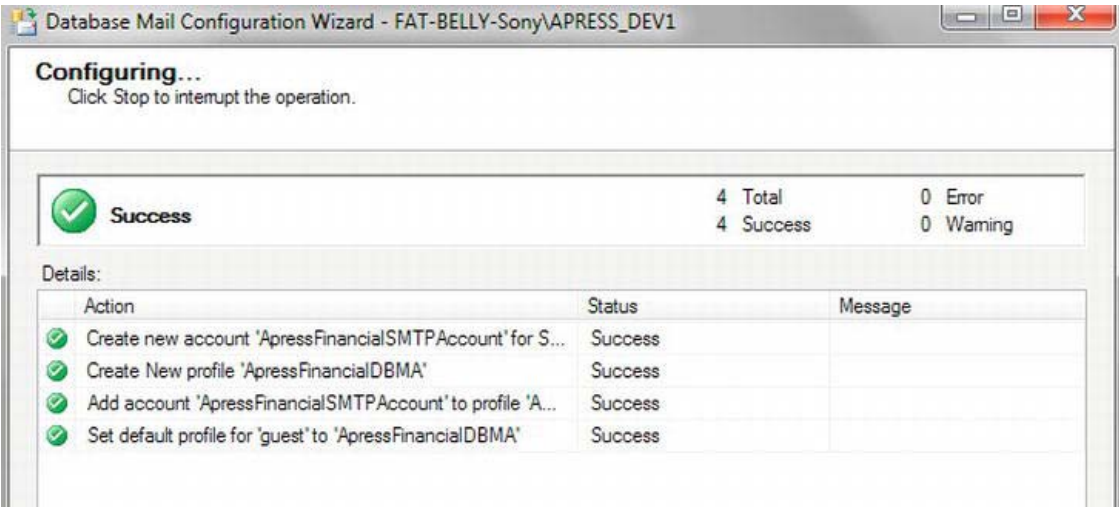 Database Mail Configuration Wizard - FAT-BELLY-Sony\APRESS_DEV1
Configuring...
Click Stop to interrupt the operation.
Success 4 Total 0 Error
4 Success 0 Warning
Details:
Action Status Message
Create new account 'ApressFinancialSMTPAccount' for S... Success
Create New profile 'ApressFinancialDBMA' Success
Add account 'ApressFinancialSMTPAccount' to profile 'A... Success
Set default profile for 'guest' to 'ApressFinancialDBMA' Success